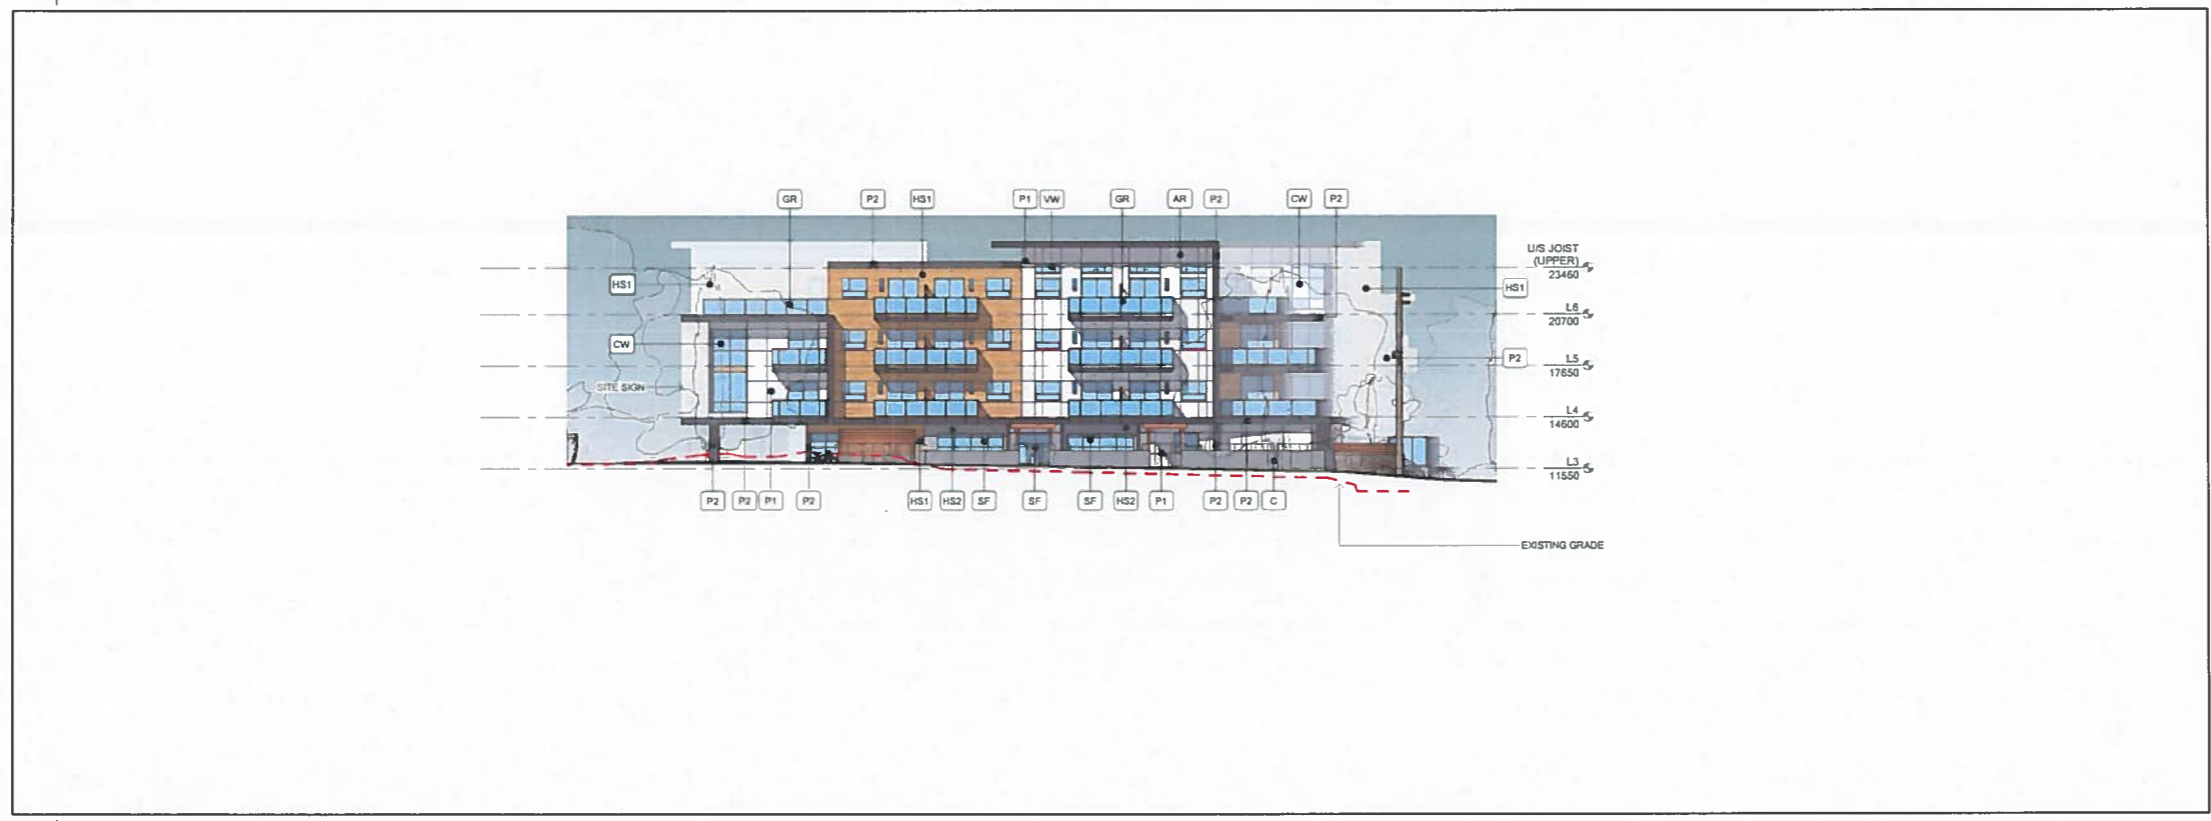 GR P2 HS1 P1 VW GR AR P2 CW P2
U/S JOIST
(UPPER)
23460
HS1
HS1
L6
20700
CW
L5
17650
P2
SITE SIGN
L4
14600
L3
11550
P2 P2 P1 P2 HS1 HS2 SF SF SF HS2 P1 P2 P2 C
EXISTING GRADE